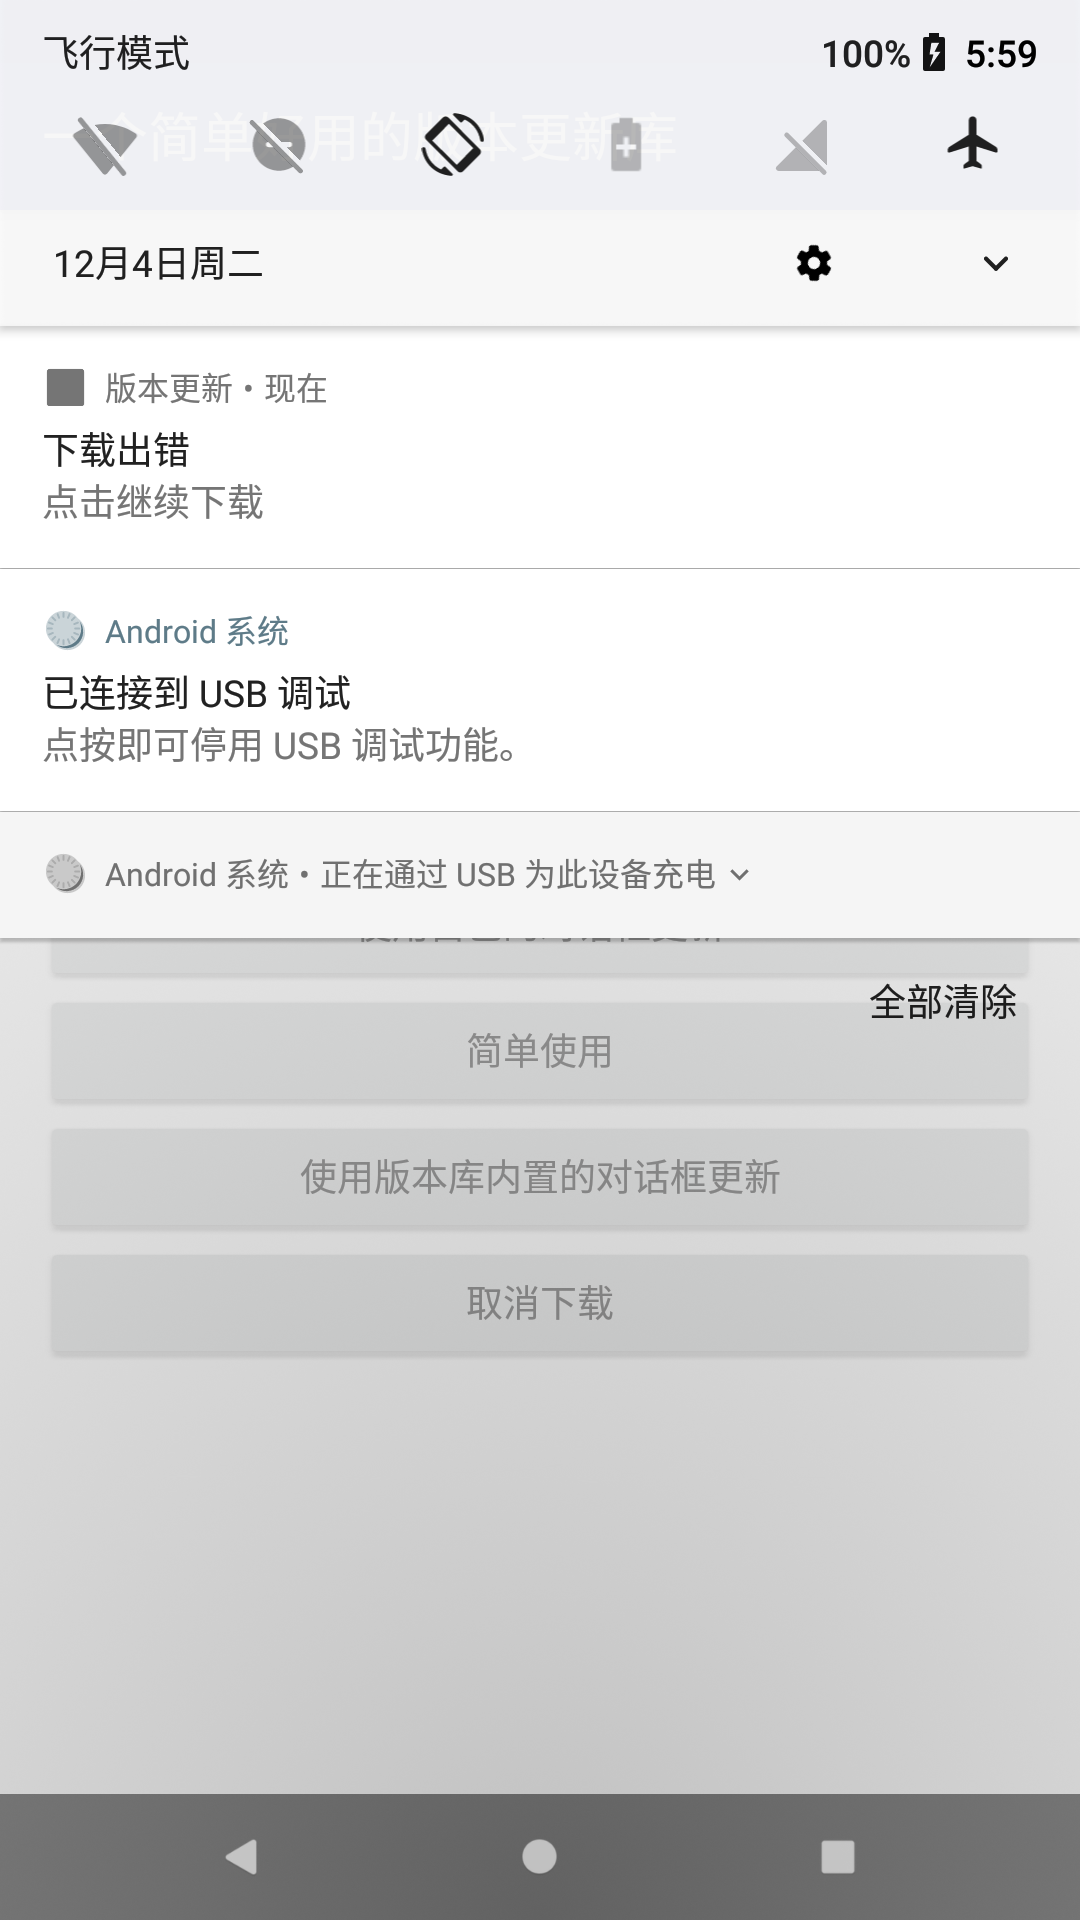 飞行模式
100% 5:59
一个简单好用的版本更新库
12月4日周二
版本更新 • 现在
下载出错
点击继续下载
Android 系统
已连接到 USB 调试
点按即可停用 USB 调试功能。
Android 系统 • 正在通过 USB 为此设备充电
全部清除
简单使用
使用版本库内置的对话框更新
取消下载